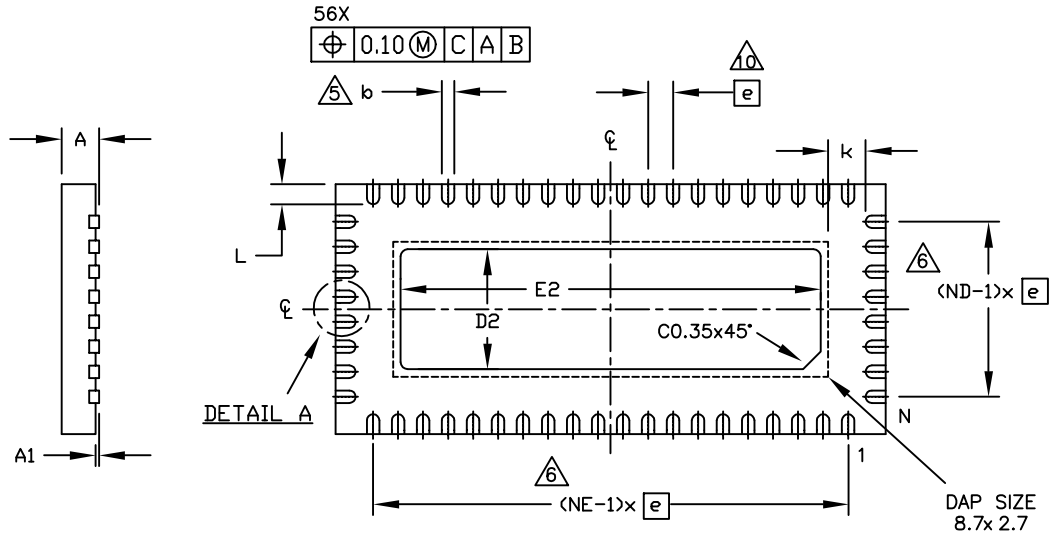 56X
⌖ 0.10 Ⓜ C A B
5 b
10
e
A
℄
k
L
6
(ND-1)x e
E2
℄
D2
C0.35x45°
DETAIL A
N
A1
1
6
(NE-1)x e
DAP SIZE
8.7x 2.7